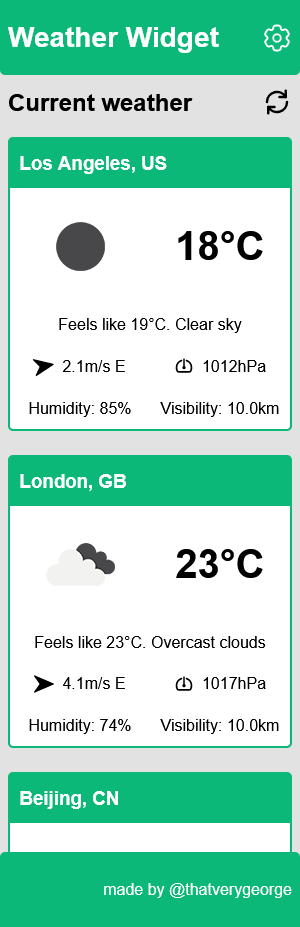 Weather Widget
Current weather
Los Angeles, US
18°C
Feels like 19°C. Clear sky
2.1m/s E 1012hPa
Humidity: 85% Visibility: 10.0km
London, GB
23°C
Feels like 23°C. Overcast clouds
4.1m/s E 1017hPa
Humidity: 74% Visibility: 10.0km
Beijing, CN
made by @thatverygeorge